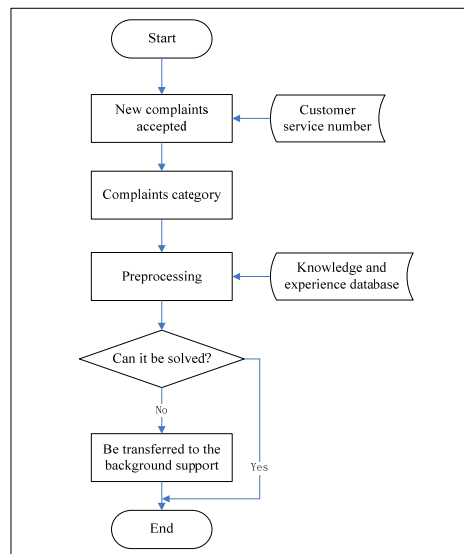 Start
New complaints
accepted
Customer
service number
Complaints category
Preprocessing
Knowledge and
experience database
Can it be solved?
No
Be transferred to the
background support
Yes
End